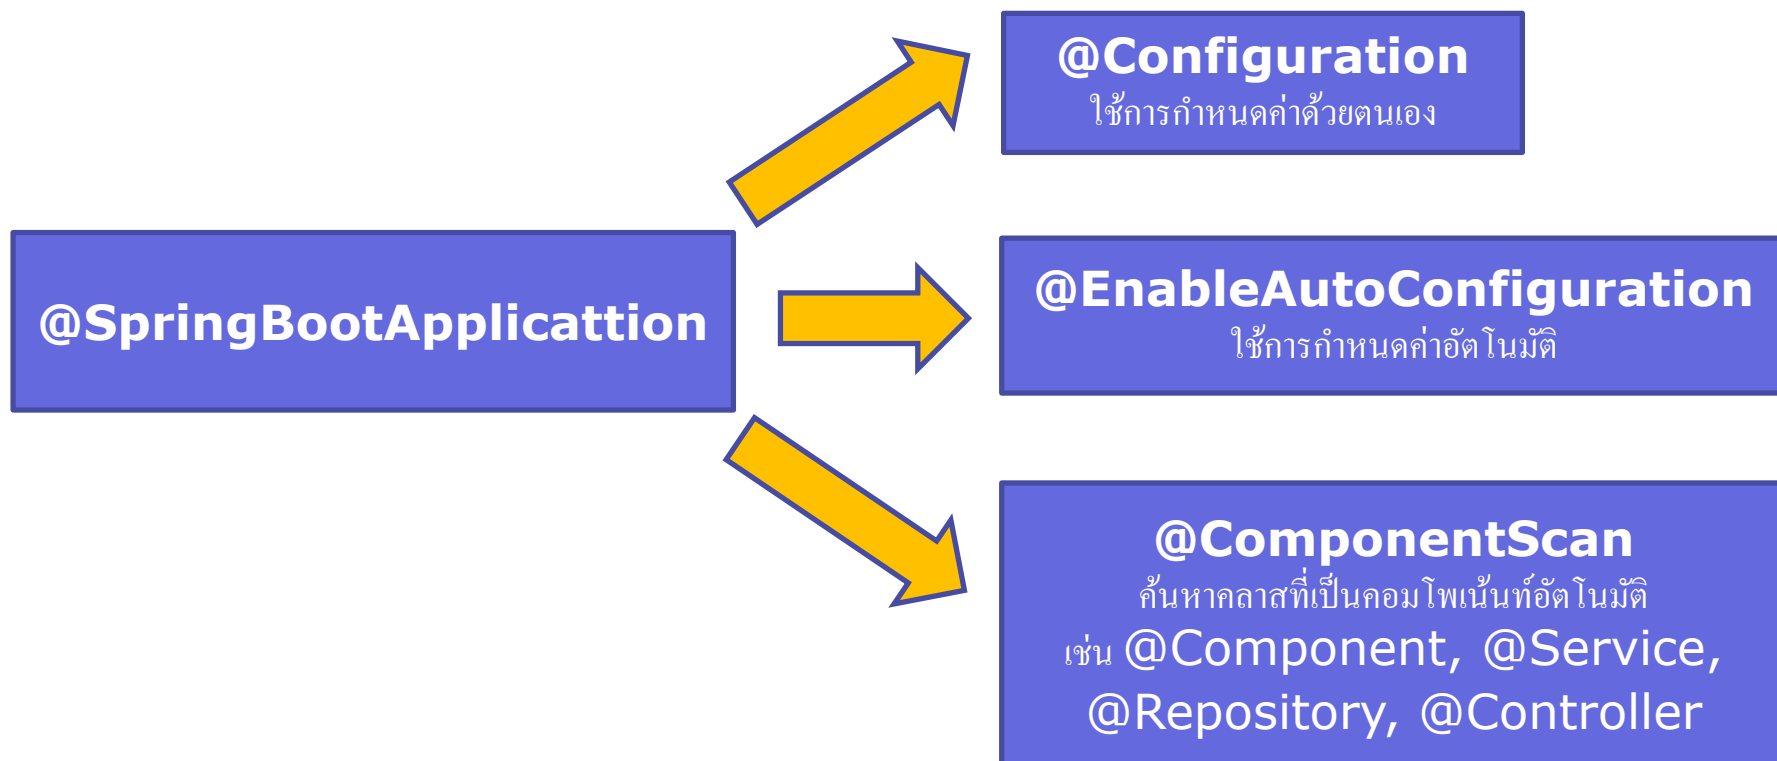 @SpringBootApplicattion
@Configuration
ใช้การกำหนดค่าด้วยตนเอง
@EnableAutoConfiguration
ใช้การกำหนดค่าอัตโนมัติ
@ComponentScan
ค้นหาคลาสที่เป็นคอมโพเน้นท์อัตโนมัติ
เช่น @Component, @Service,
@Repository, @Controller